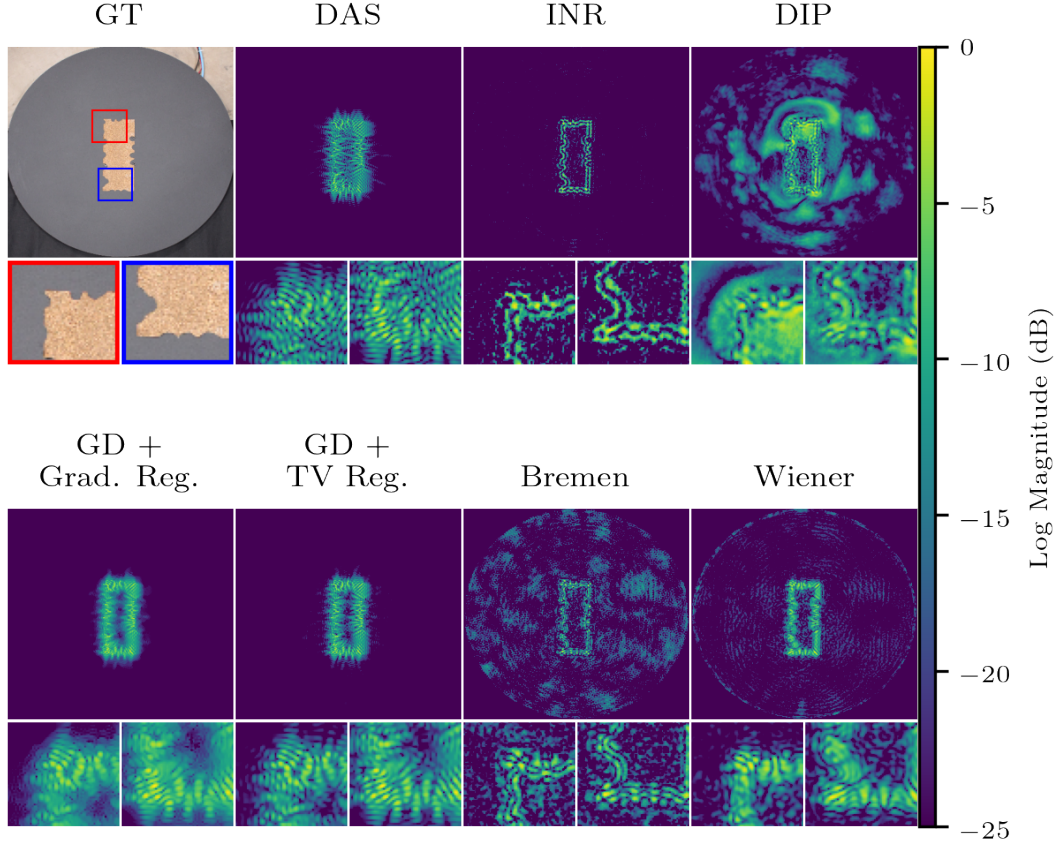 GT
DAS
INR
DIP
GD +
Grad. Reg.
GD +
TV Reg.
Bremen
Wiener
0
−5
−10
−15
−20
−25
Log Magnitude (dB)